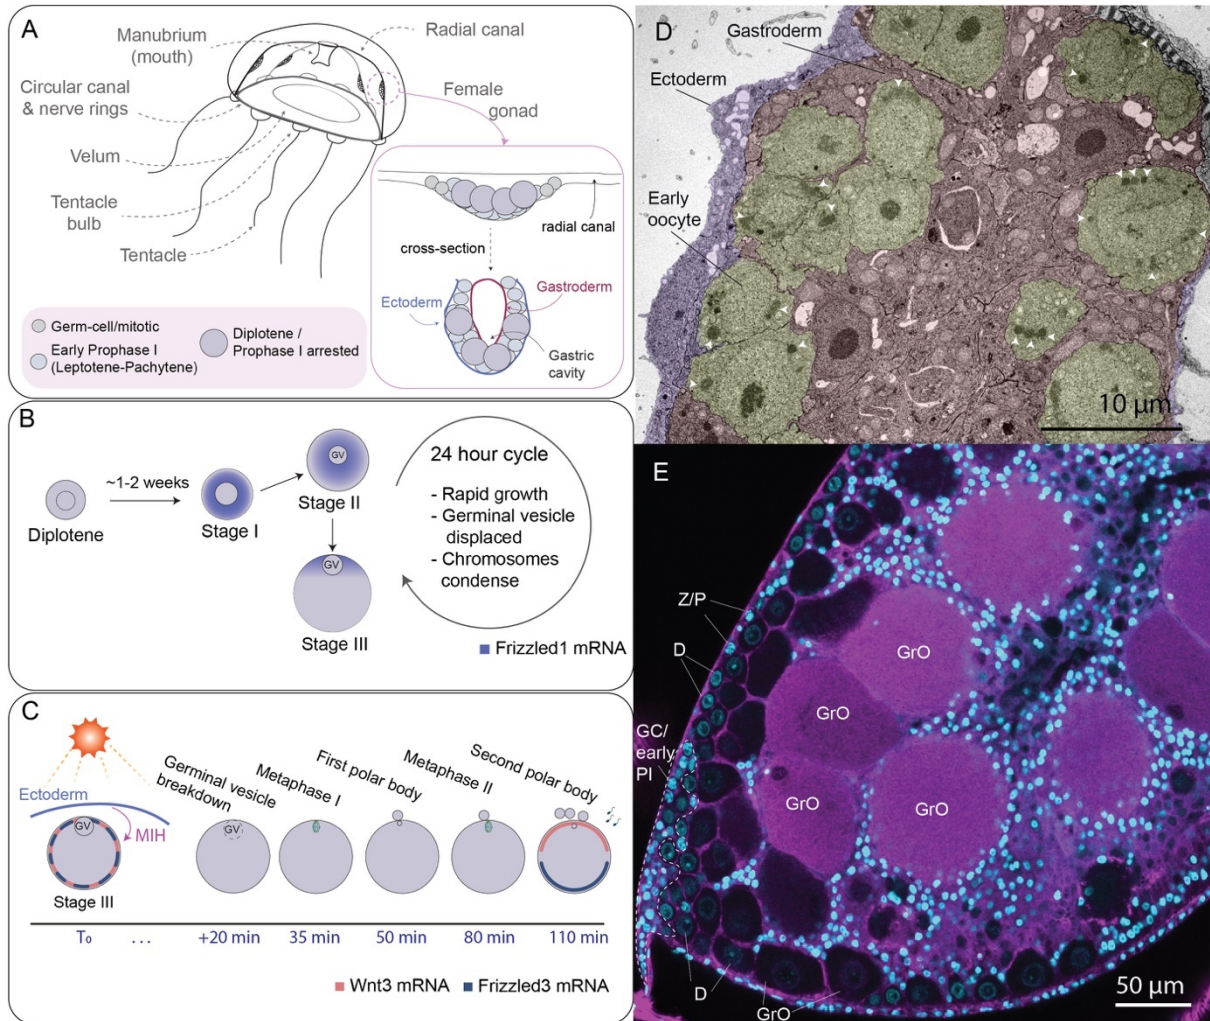 A
Manubrium
(mouth)
Radial canal
Circular canal
& nerve rings
Female
gonad
Velum
Tentacle
bulb
Tentacle
radial canal
cross-section
Ectoderm
Gastroderm
Gastric
cavity
Germ-cell/mitotic
Early Prophase I
(Leptotene-Pachytene)
Diplotene /
Prophase I arrested
B
~1-2 weeks
Diplotene
Stage I
GV
Stage II
GV
Stage III
24 hour cycle
- Rapid growth
- Germinal vesicle
displaced
- Chromosomes
condense
Frizzled1 mRNA
C
Ectoderm
MIH
GV
Stage III
Germinal vesicle
breakdown
GV
Metaphase I
First polar body
Metaphase II
Second polar body
T₀
...
+20 min
35 min
50 min
80 min
110 min
Wnt3 mRNA
Frizzled3 mRNA
D
Gastroderm
Ectoderm
Early
oocyte
10 µm
E
Z/P
D
GC/
early
PI
GrO
GrO
GrO
GrO
D
GrO
50 µm